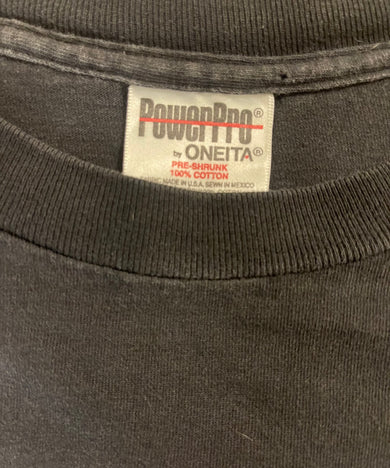 PowerPro®
by ONEITA®
PRE-SHRUNK
100% COTTON
MADE IN U.S.A. SEWN IN MEXICO